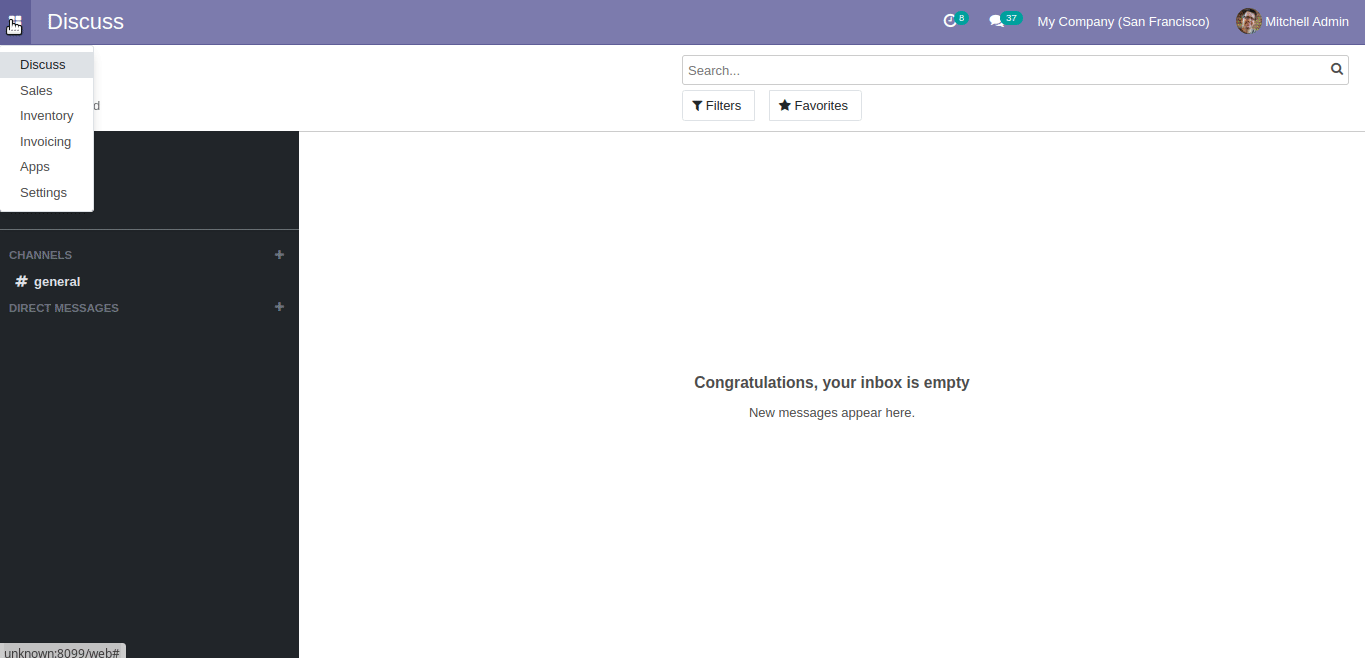 Discuss
8
37
My Company (San Francisco)
Mitchell Admin
Discuss
Sales
Inventory
Invoicing
Apps
Settings
Search...
Filters
Favorites
CHANNELS
# general
DIRECT MESSAGES
Congratulations, your inbox is empty
New messages appear here.
unknown:8099/web#